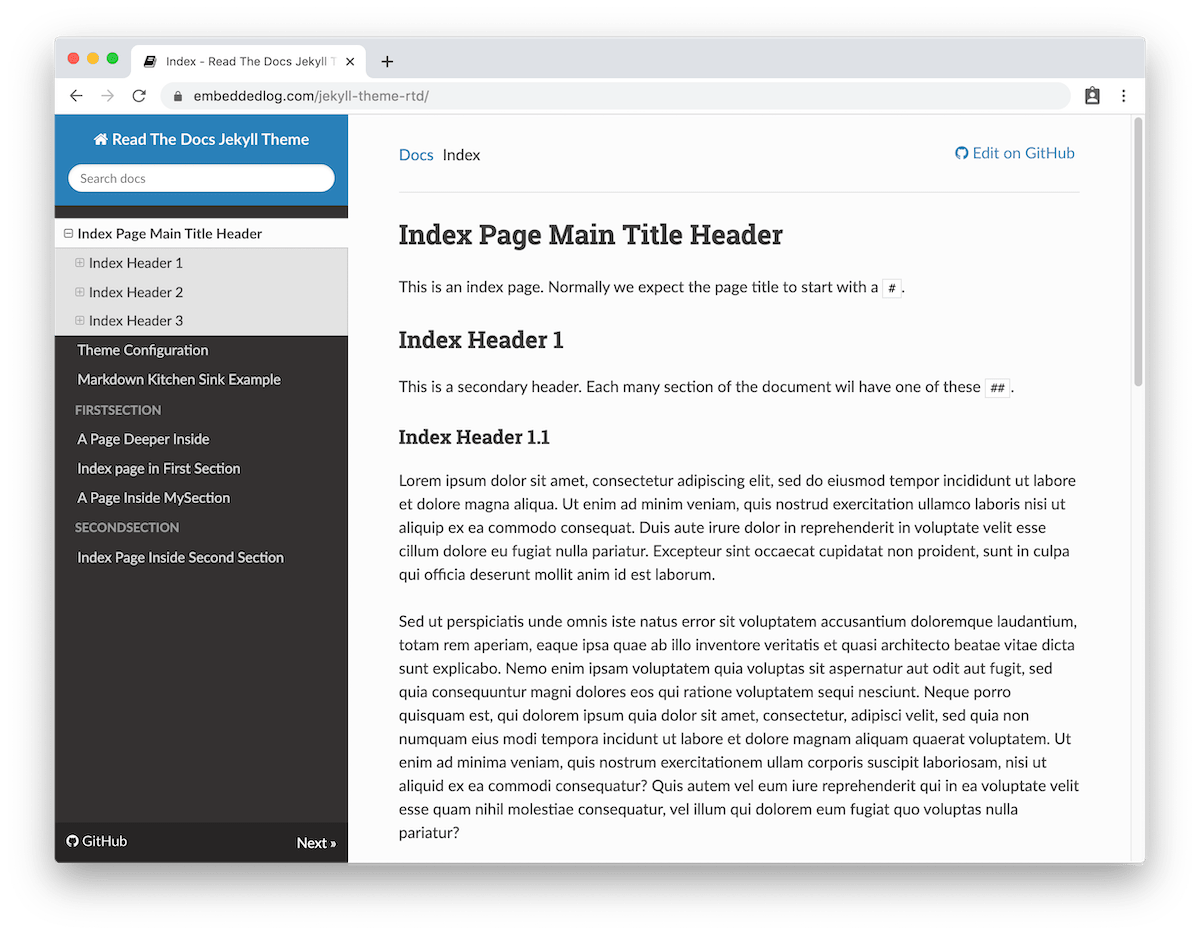 Index - Read The Docs Jekyll T
embeddedlog.com/jekyll-theme-rtd/
Read The Docs Jekyll Theme
Search docs
Index Page Main Title Header
Index Header 1
Index Header 2
Index Header 3
Theme Configuration
Markdown Kitchen Sink Example
FIRSTSECTION
A Page Deeper Inside
Index page in First Section
A Page Inside MySection
SECONDSECTION
Index Page Inside Second Section
GitHub
Next »
Docs Index
Edit on GitHub
Index Page Main Title Header
This is an index page. Normally we expect the page title to start with a # .
Index Header 1
This is a secondary header. Each many section of the document wil have one of these ## .
Index Header 1.1
Lorem ipsum dolor sit amet, consectetur adipiscing elit, sed do eiusmod tempor incididunt ut labore
et dolore magna aliqua. Ut enim ad minim veniam, quis nostrud exercitation ullamco laboris nisi ut
aliquip ex ea commodo consequat. Duis aute irure dolor in reprehenderit in voluptate velit esse
cillum dolore eu fugiat nulla pariatur. Excepteur sint occaecat cupidatat non proident, sunt in culpa
qui officia deserunt mollit anim id est laborum.
Sed ut perspiciatis unde omnis iste natus error sit voluptatem accusantium doloremque laudantium,
totam rem aperiam, eaque ipsa quae ab illo inventore veritatis et quasi architecto beatae vitae dicta
sunt explicabo. Nemo enim ipsam voluptatem quia voluptas sit aspernatur aut odit aut fugit, sed
quia consequuntur magni dolores eos qui ratione voluptatem sequi nesciunt. Neque porro
quisquam est, qui dolorem ipsum quia dolor sit amet, consectetur, adipisci velit, sed quia non
numquam eius modi tempora incidunt ut labore et dolore magnam aliquam quaerat voluptatem. Ut
enim ad minima veniam, quis nostrum exercitationem ullam corporis suscipit laboriosam, nisi ut
aliquid ex ea commodi consequatur? Quis autem vel eum iure reprehenderit qui in ea voluptate velit
esse quam nihil molestiae consequatur, vel illum qui dolorem eum fugiat quo voluptas nulla
pariatur?